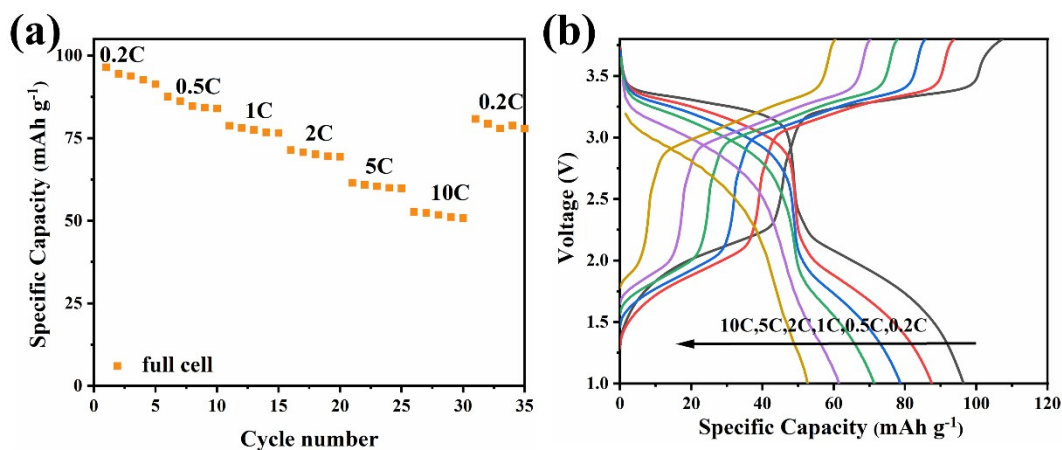 (a)
100
75
50
25
0
0.2C
0.5C
1C
2C
5C
10C
0.2C
full cell
0 5 10 15 20 25 30 35
Cycle number
Specific Capacity (mAh g⁻¹)
(b)
3.5
3.0
2.5
2.0
1.5
1.0
10C,5C,2C,1C,0.5C,0.2C
0 20 40 60 80 100 120
Specific Capacity (mAh g⁻¹)
Voltage (V)